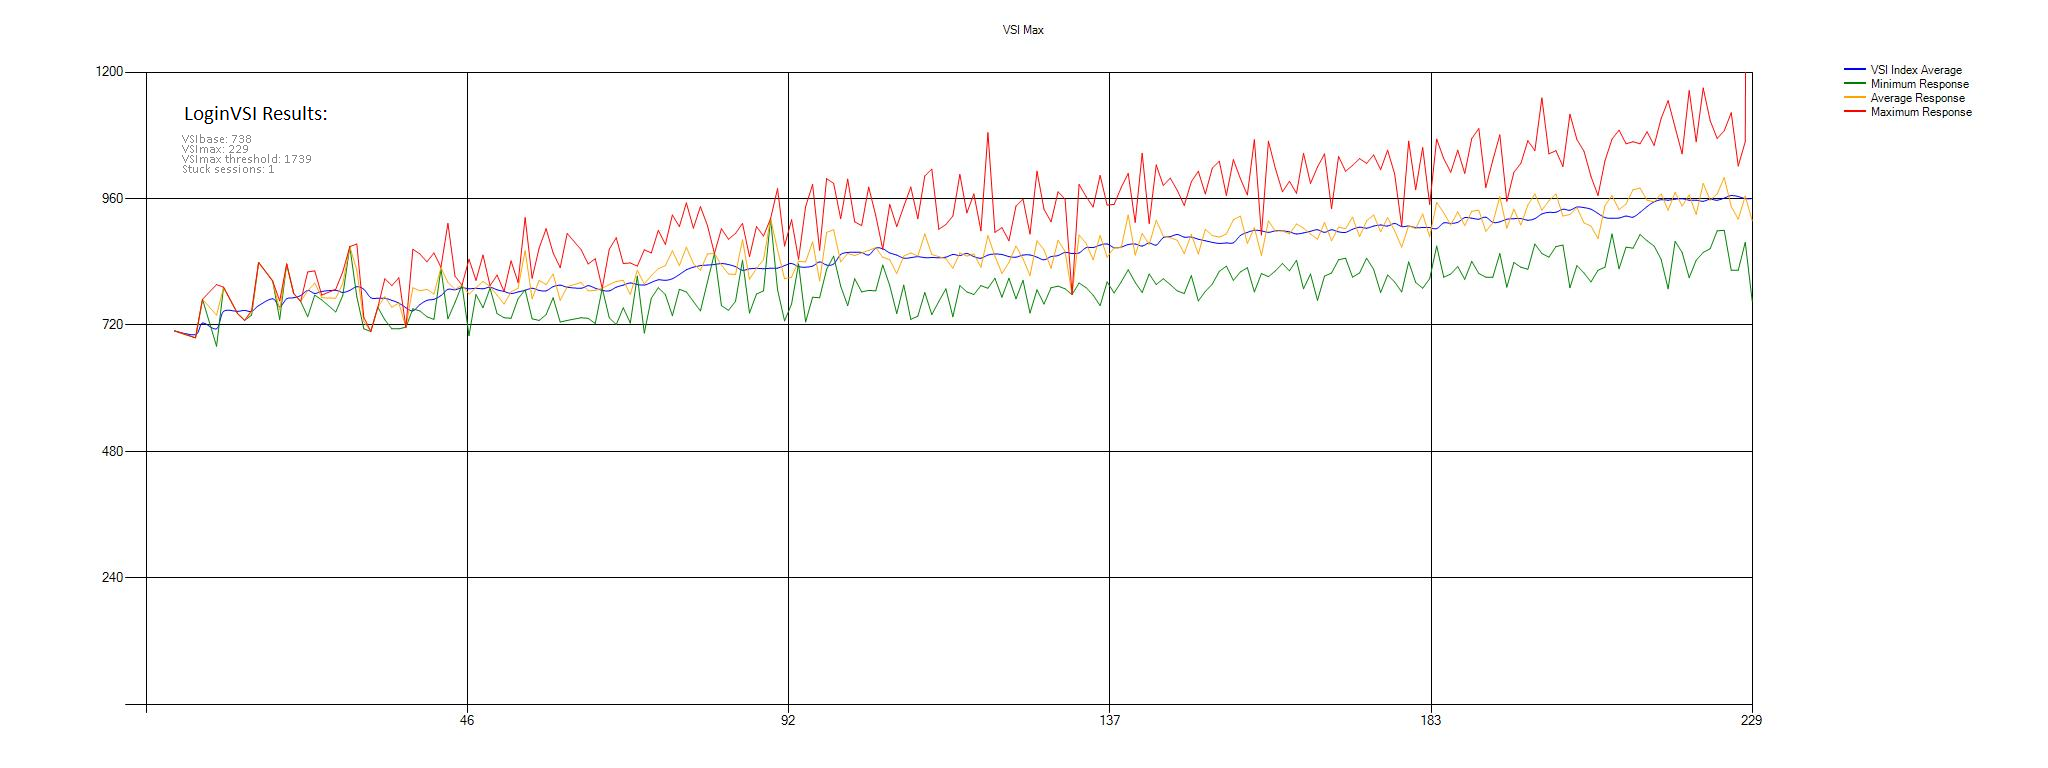 VSI Max
1200
960
720
480
240
LoginVSI Results:
VSIbase: 738
VSImax: 229
VSImax threshold: 1739
Stuck sessions: 1
VSI Index Average
Minimum Response
Average Response
Maximum Response
46 92 137 183 229